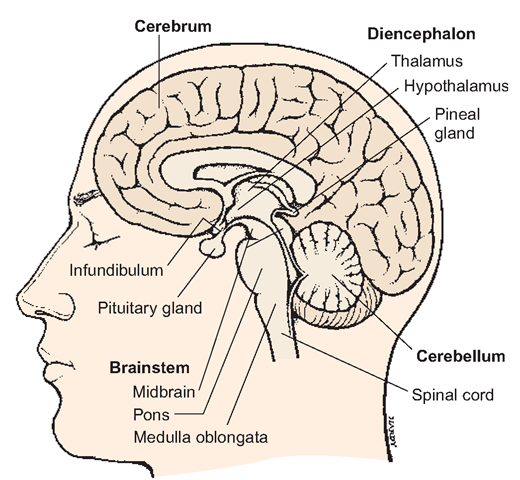 Cerebrum
Diencephalon
Thalamus
Hypothalamus
Pineal
gland
Infundibulum
Pituitary gland
Brainstem
Midbrain
Pons
Medulla oblongata
Cerebellum
Spinal cord